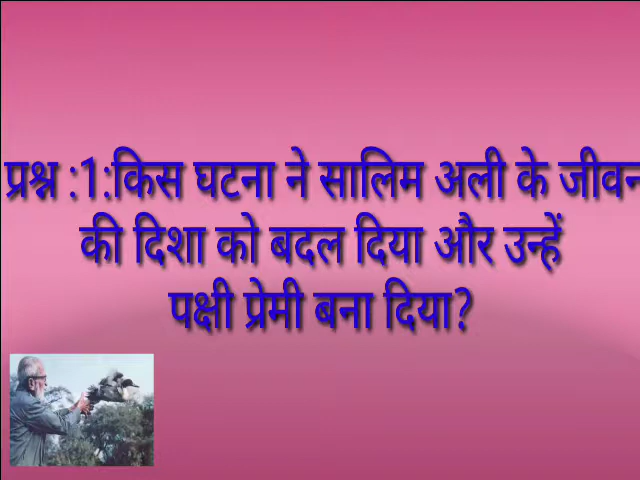 प्रश्न :1:किस घटना ने सालिम अली के जीवन
की दिशा को बदल दिया और उन्हें
पक्षी प्रेमी बना दिया?